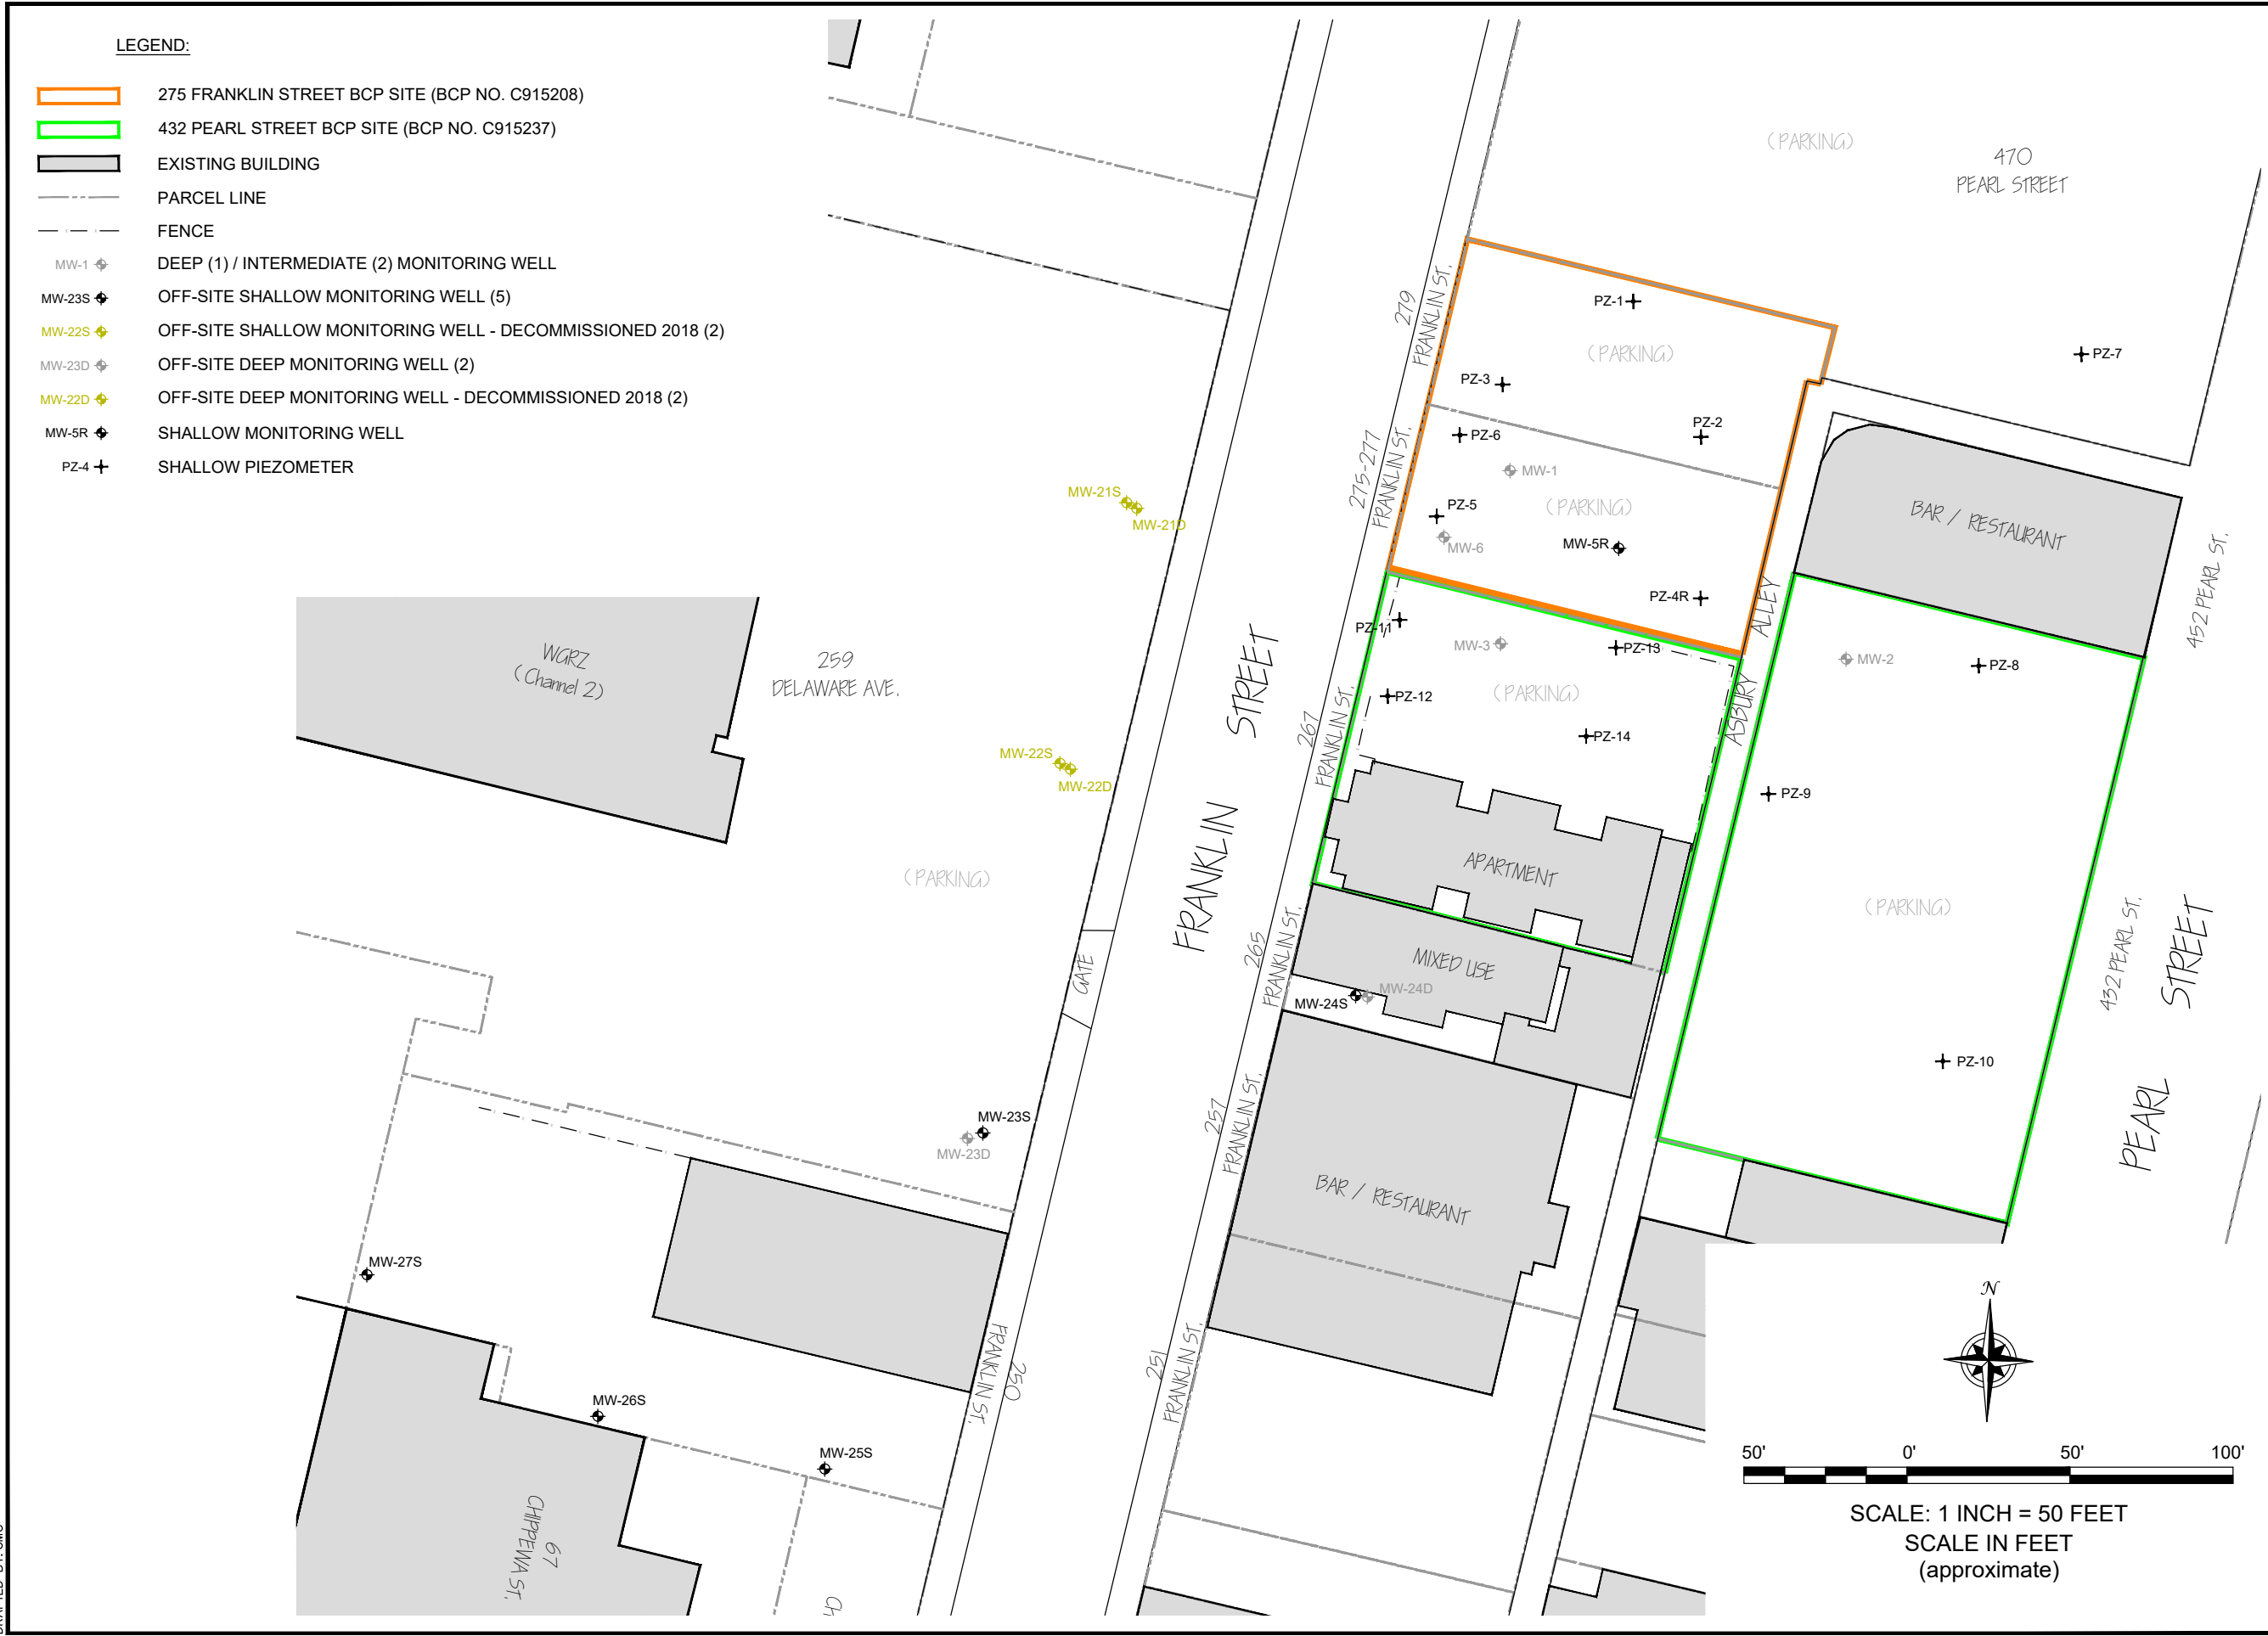 LEGEND:
275 FRANKLIN STREET BCP SITE (BCP NO. C915208)
432 PEARL STREET BCP SITE (BCP NO. C915237)
EXISTING BUILDING
PARCEL LINE
FENCE
MW-1 DEEP (1) / INTERMEDIATE (2) MONITORING WELL
MW-23S OFF-SITE SHALLOW MONITORING WELL (5)
MW-22S OFF-SITE SHALLOW MONITORING WELL - DECOMMISSIONED 2018 (2)
MW-23D OFF-SITE DEEP MONITORING WELL (2)
MW-22D OFF-SITE DEEP MONITORING WELL - DECOMMISSIONED 2018 (2)
MW-5R SHALLOW MONITORING WELL
PZ-4 SHALLOW PIEZOMETER
(PARKING)
470
PEARL STREET
279
FRANKLIN ST.
PZ-1
(PARKING)
PZ-7
PZ-3
PZ-2
PZ-6
275-277
FRANKLIN ST.
MW-1
(PARKING)
PZ-5
MW-6
MW-5R
PZ-4R
BAR / RESTAURANT
452 PEARL ST.
MW-21S
MW-21D
WGRZ
(Channel 2)
259
DELAWARE AVE.
FRANKLIN STREET
PZ-11
MW-3
PZ-13
ASBURY ALLEY
MW-2
PZ-8
PZ-12
(PARKING)
267
FRANKLIN ST.
PZ-14
MW-22S
MW-22D
PZ-9
APARTMENT
(PARKING)
(PARKING)
432 PEARL ST.
PEARL STREET
265
FRANKLIN ST.
MIXED USE
GATE
MW-24S
MW-24D
PZ-10
257
FRANKLIN ST.
MW-23S
MW-23D
BAR / RESTAURANT
MW-27S
250
FRANKLIN ST.
251
FRANKLIN ST.
MW-26S
MW-25S
67
CHIPPEWA ST.
CH
N
50' 0' 50' 100'
SCALE: 1 INCH = 50 FEET
SCALE IN FEET
(approximate)